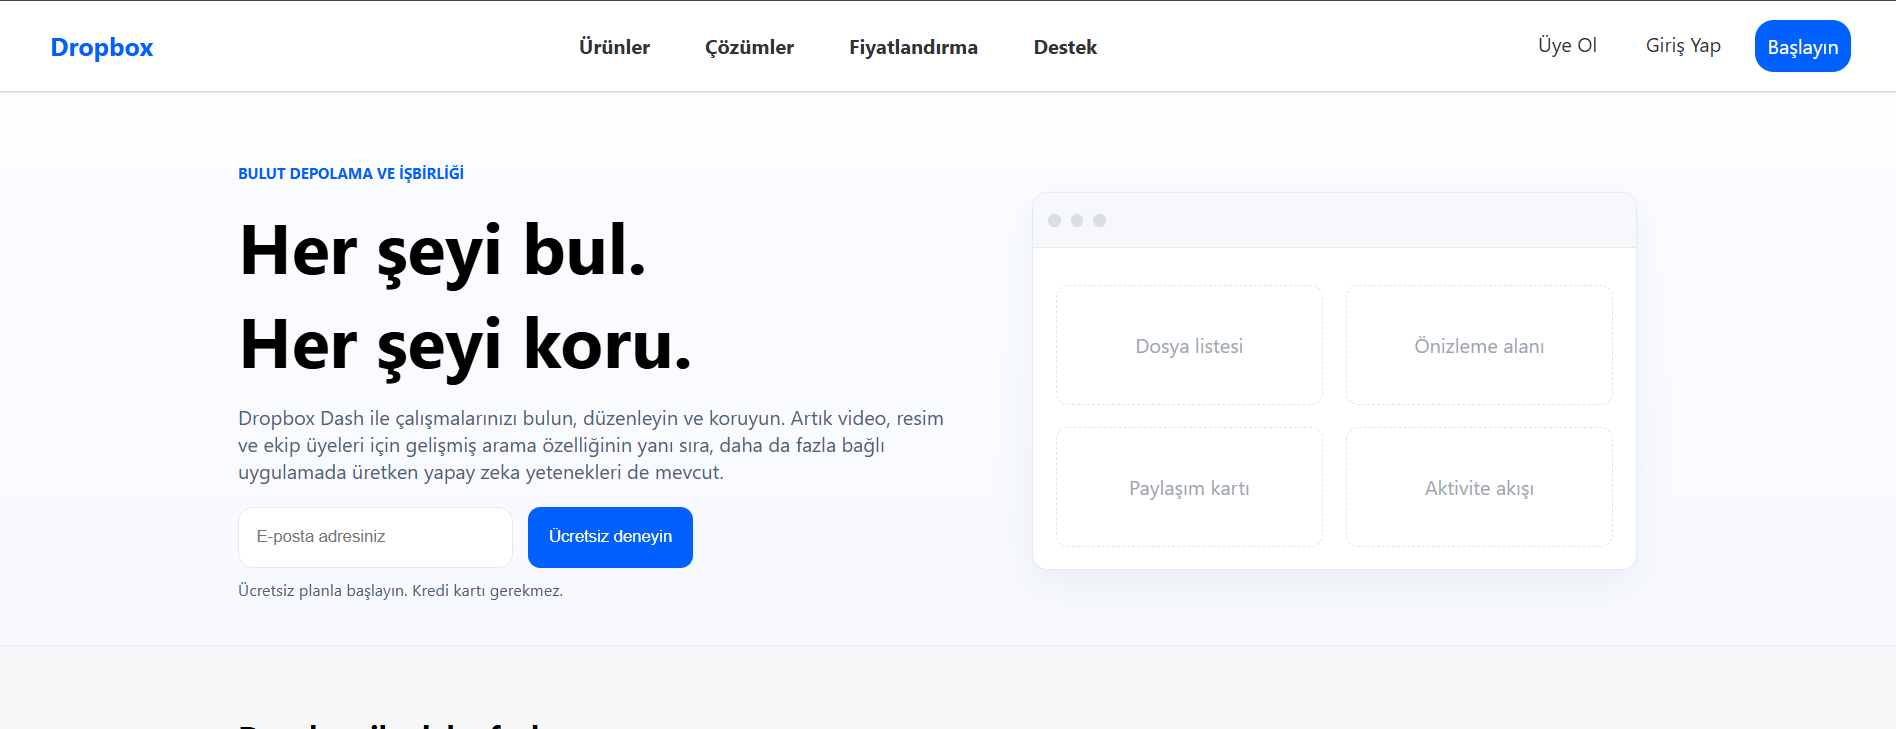 Dropbox
Ürünler
Çözümler
Fiyatlandırma
Destek
Üye Ol
Giriş Yap
Başlayın
BULUT DEPOLAMA VE İŞBİRLİĞİ
Her şeyi bul.
Her şeyi koru.
Dropbox Dash ile çalışmalarınızı bulun, düzenleyin ve koruyun. Artık video, resim
ve ekip üyeleri için gelişmiş arama özelliğinin yanı sıra, daha da fazla bağlı
uygulamada üretken yapay zeka yetenekleri de mevcut.
E-posta adresiniz
Ücretsiz deneyin
Ücretsiz planla başlayın. Kredi kartı gerekmez.
Dosya listesi
Önizleme alanı
Paylaşım kartı
Aktivite akışı